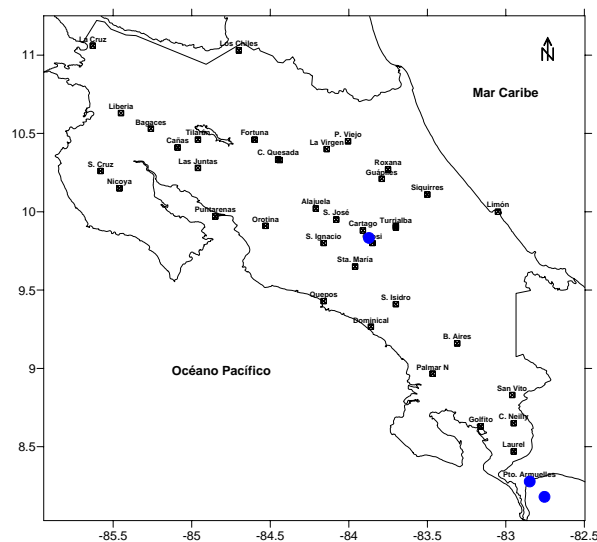 11
10.5
10
9.5
9
8.5
-85.5
-85
-84.5
-84
-83.5
-83
-82.5
N
Mar Caribe
Océano Pacífico
La Cruz
Los Chiles
Liberia
Bagaces
Cañas
Tilarán
Fortuna
C. Quesada
La Virgen
P. Viejo
Las Juntas
S. Cruz
Nicoya
Roxana
Guápiles
Siquirres
Limón
Puntarenas
Orotina
Alajuela
S. José
Cartago
Turrialba
S. Ignacio
Sta. María
Quepos
S. Isidro
Dominical
B. Aires
Palmar N
San Vito
Golfito
C. Neilly
Laurel
Pto. Armuelles